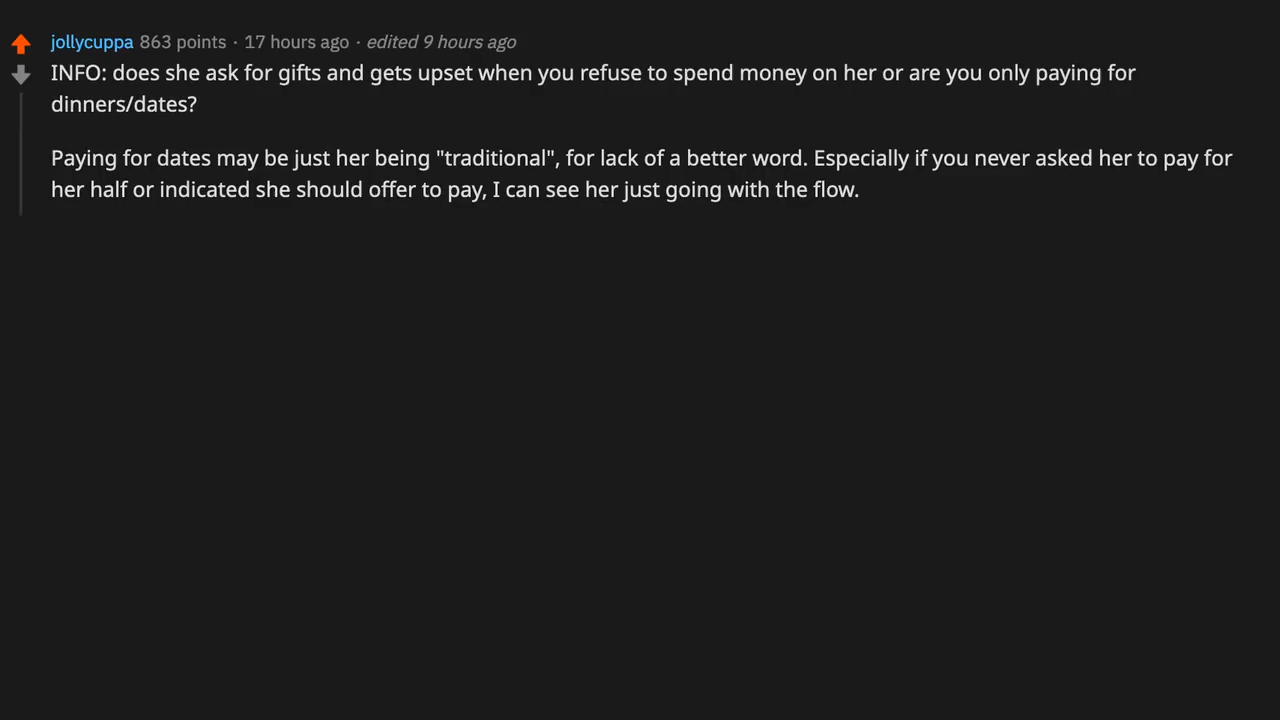 jollycuppa 863 points · 17 hours ago · edited 9 hours ago
INFO: does she ask for gifts and gets upset when you refuse to spend money on her or are you only paying for
dinners/dates?
Paying for dates may be just her being "traditional", for lack of a better word. Especially if you never asked her to pay for
her half or indicated she should offer to pay, I can see her just going with the flow.